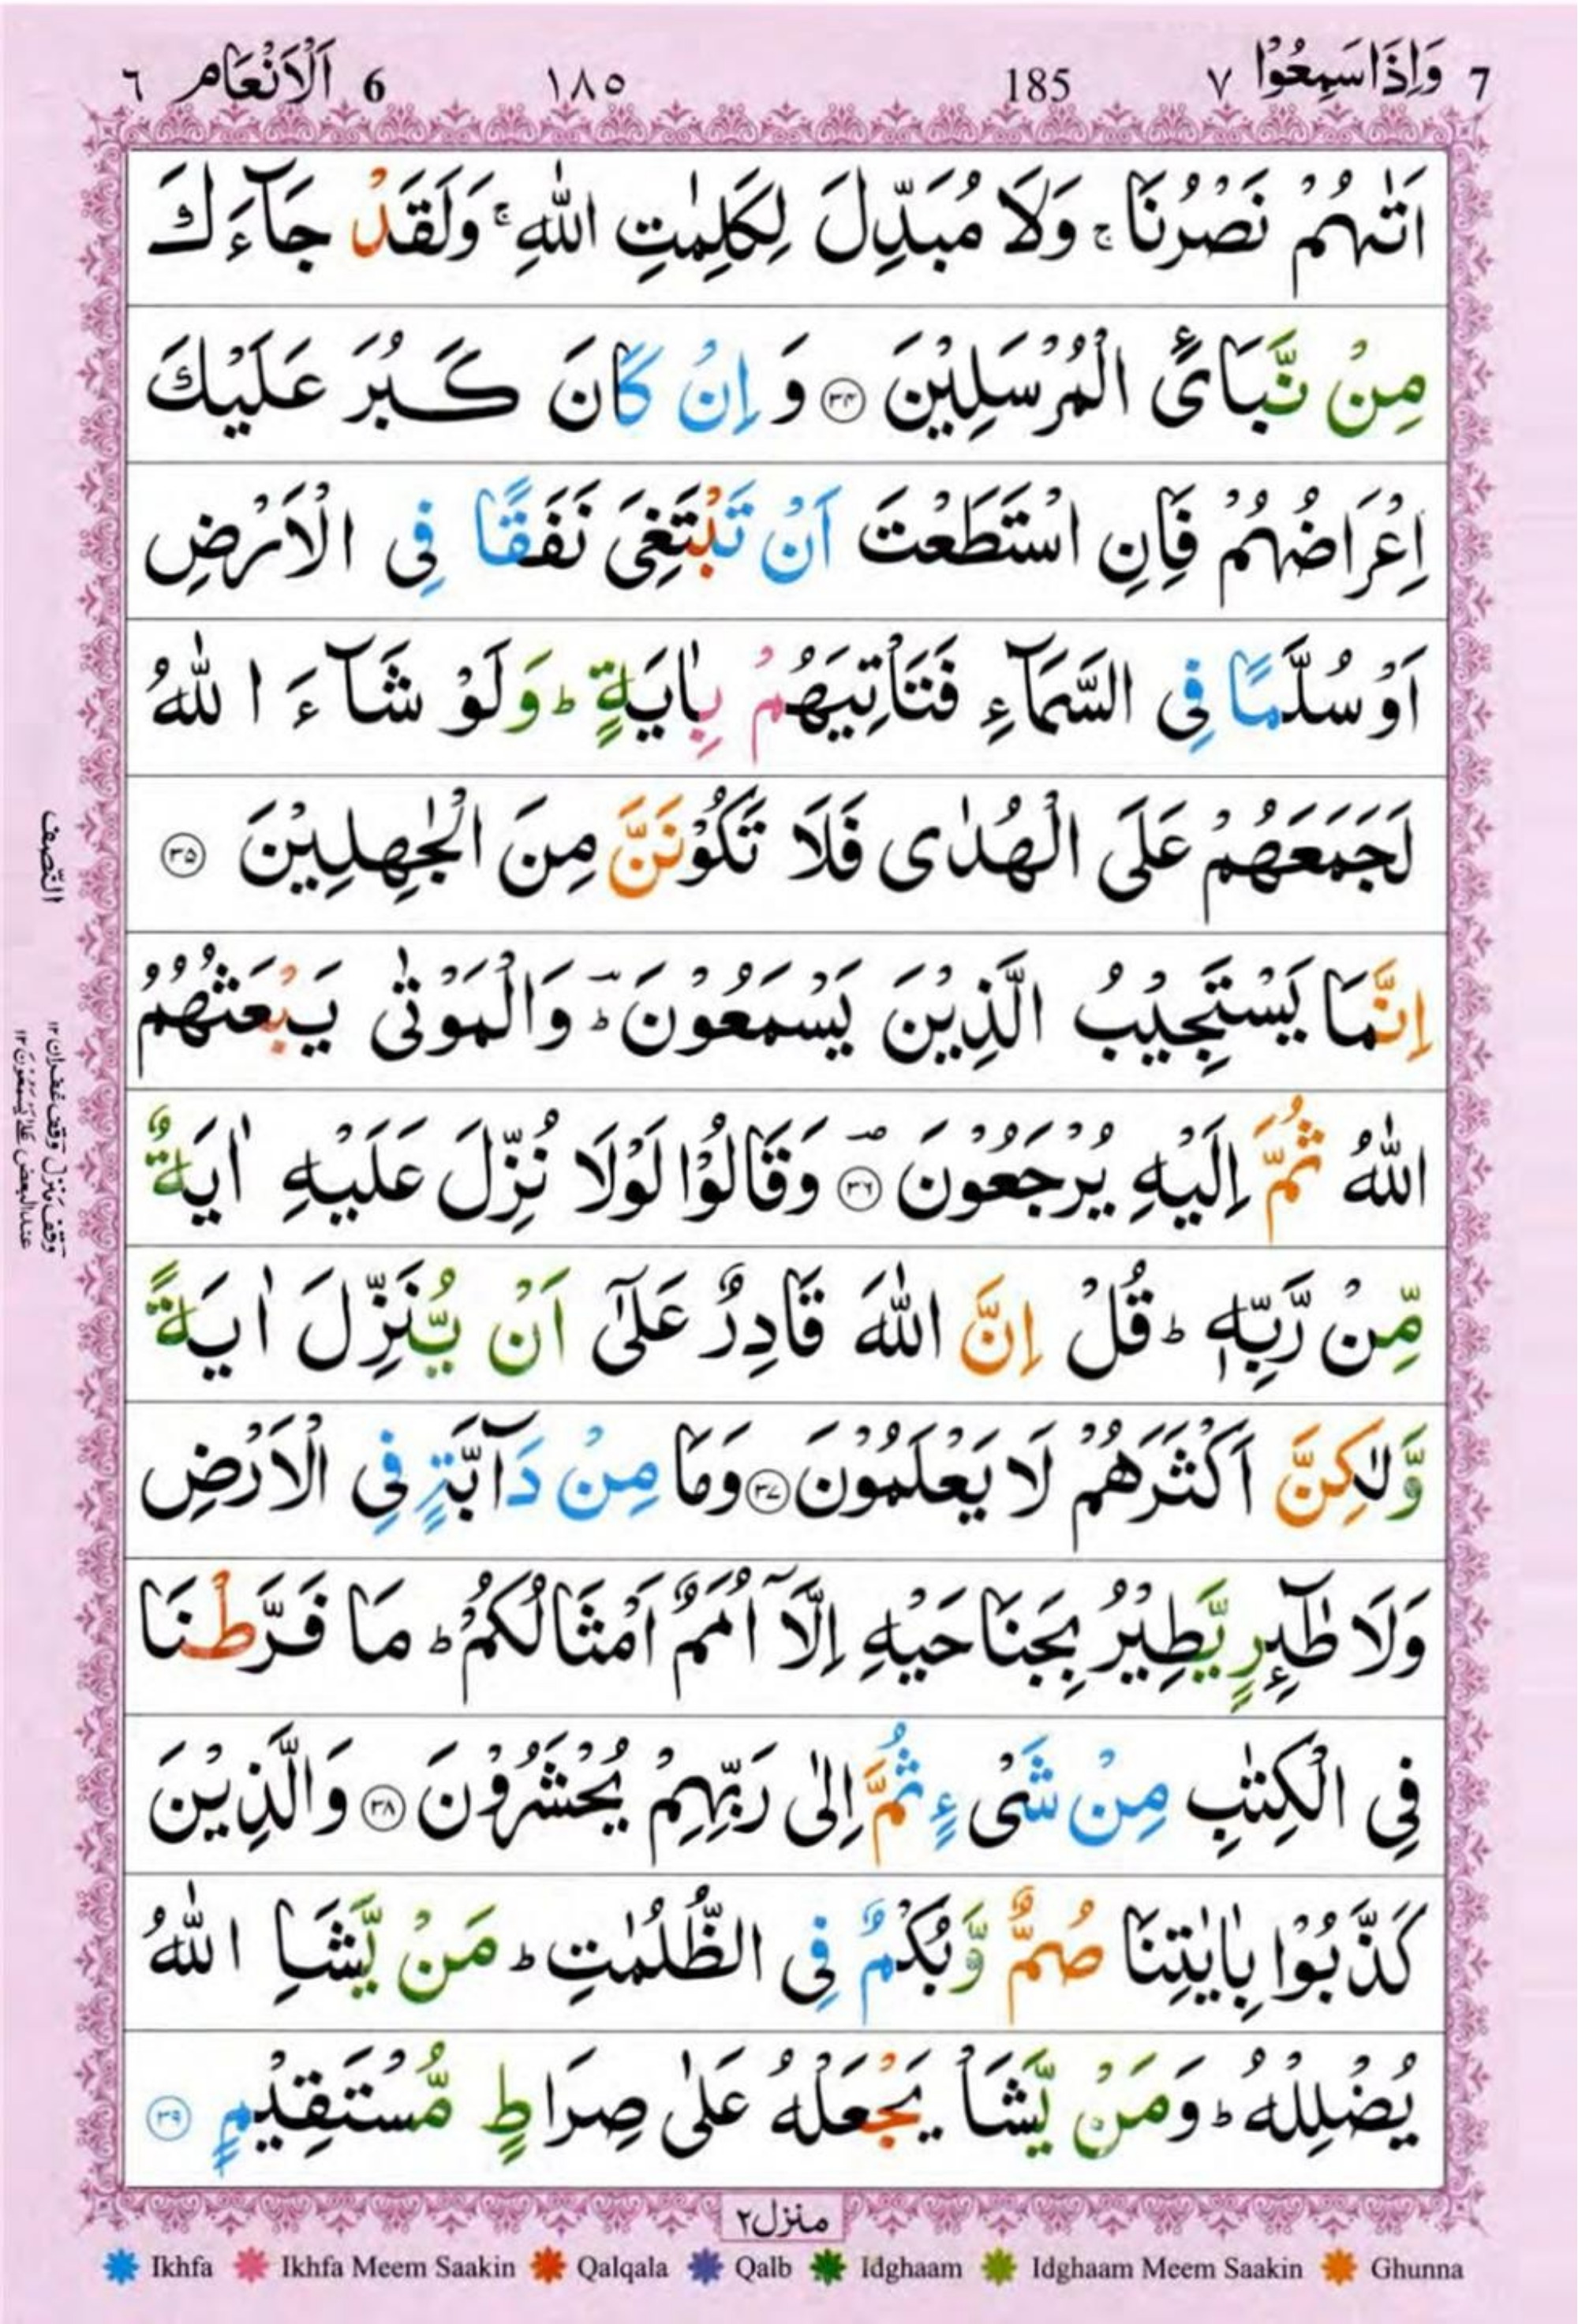 7 وَاِذَاسَمِعُوْا ٧ 185 ١٨٥ 6 اَلْاَنْعَام ٦
اَتٰىهُمْ نَصْرُنَا ۚ وَلَا مُبَدِّلَ لِكَلِمٰتِ اللّٰهِ ۚ وَلَقَدْ جَآءَكَ
مِنْ نَّبَاِئ الْمُرْسَلِيْنَ ۝٣٤ وَ اِنْ كَانَ كَبُرَ عَلَيْكَ
اِعْرَاضُهُمْ فَاِنِ اسْتَطَعْتَ اَنْ تَبْتَغِىَ نَفَقًا فِى الْاَرْضِ
اَوْ سُلَّمًا فِى السَّمَآءِ فَتَاْتِيَهُمْ بِاٰيَةٍ ؕ وَلَوْ شَآءَ اللّٰهُ
لَجَمَعَهُمْ عَلَى الْهُدٰى فَلَا تَكُوْنَنَّ مِنَ الْجٰهِلِيْنَ ۝٣٥
اِنَّمَا يَسْتَجِيْبُ الَّذِيْنَ يَسْمَعُوْنَ ؕ وَالْمَوْتٰى يَبْعَثُهُمُ
اللّٰهُ ثُمَّ اِلَيْهِ يُرْجَعُوْنَ ۝٣٦ وَقَالُوْا لَوْلَا نُزِّلَ عَلَيْهِ اٰيَةٌ
مِّنْ رَّبِّهٖ ؕ قُلْ اِنَّ اللّٰهَ قَادِرٌ عَلٰٓى اَنْ يُّنَزِّلَ اٰيَةً
وَّلٰكِنَّ اَكْثَرَهُمْ لَا يَعْلَمُوْنَ ۝٣٧ وَمَا مِنْ دَآبَّةٍ فِى الْاَرْضِ
وَلَا طٰٓئِرٍ يَّطِيْرُ بِجَنَاحَيْهِ اِلَّاۤ اُمَمٌ اَمْثَالُكُمْ ؕ مَا فَرَّطْنَا
فِى الْكِتٰبِ مِنْ شَىْءٍ ثُمَّ اِلٰى رَبِّهِمْ يُحْشَرُوْنَ ۝٣٨ وَالَّذِيْنَ
كَذَّبُوْا بِاٰيٰتِنَا صُمٌّ وَّبُكْمٌ فِى الظُّلُمٰتِ ؕ مَنْ يَّشَاِ اللّٰهُ
يُضْلِلْهُ ؕ وَمَنْ يَّشَاْ يَجْعَلْهُ عَلٰى صِرَاطٍ مُّسْتَقِيْمٍ ۝٣٩
النّصف
وقف منزل وقف غفران ١٢
عند البعض علٰى يسمعون ١٢
منزل٢
Ikhfa Ikhfa Meem Saakin Qalqala Qalb Idghaam Idghaam Meem Saakin Ghunna